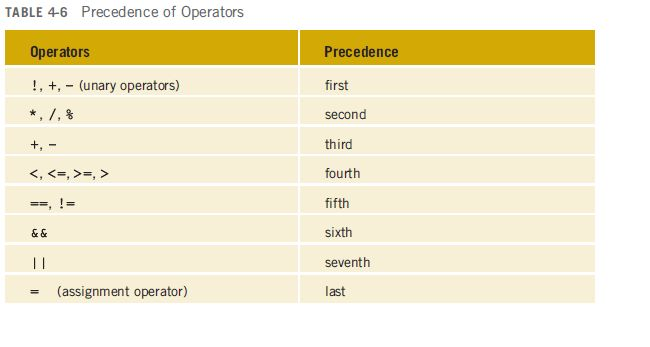 TABLE 4-6 Precedence of Operators
Operators Precedence
!, +, - (unary operators) first
*, /, % second
+, - third
<, <=, >=, > fourth
==, != fifth
&& sixth
|| seventh
= (assignment operator) last